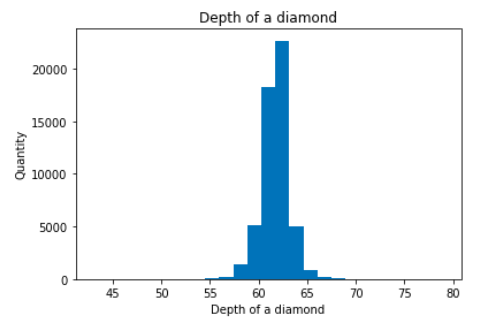 Depth of a diamond
20000
15000
10000
5000
0
Quantity
45 50 55 60 65 70 75 80
Depth of a diamond